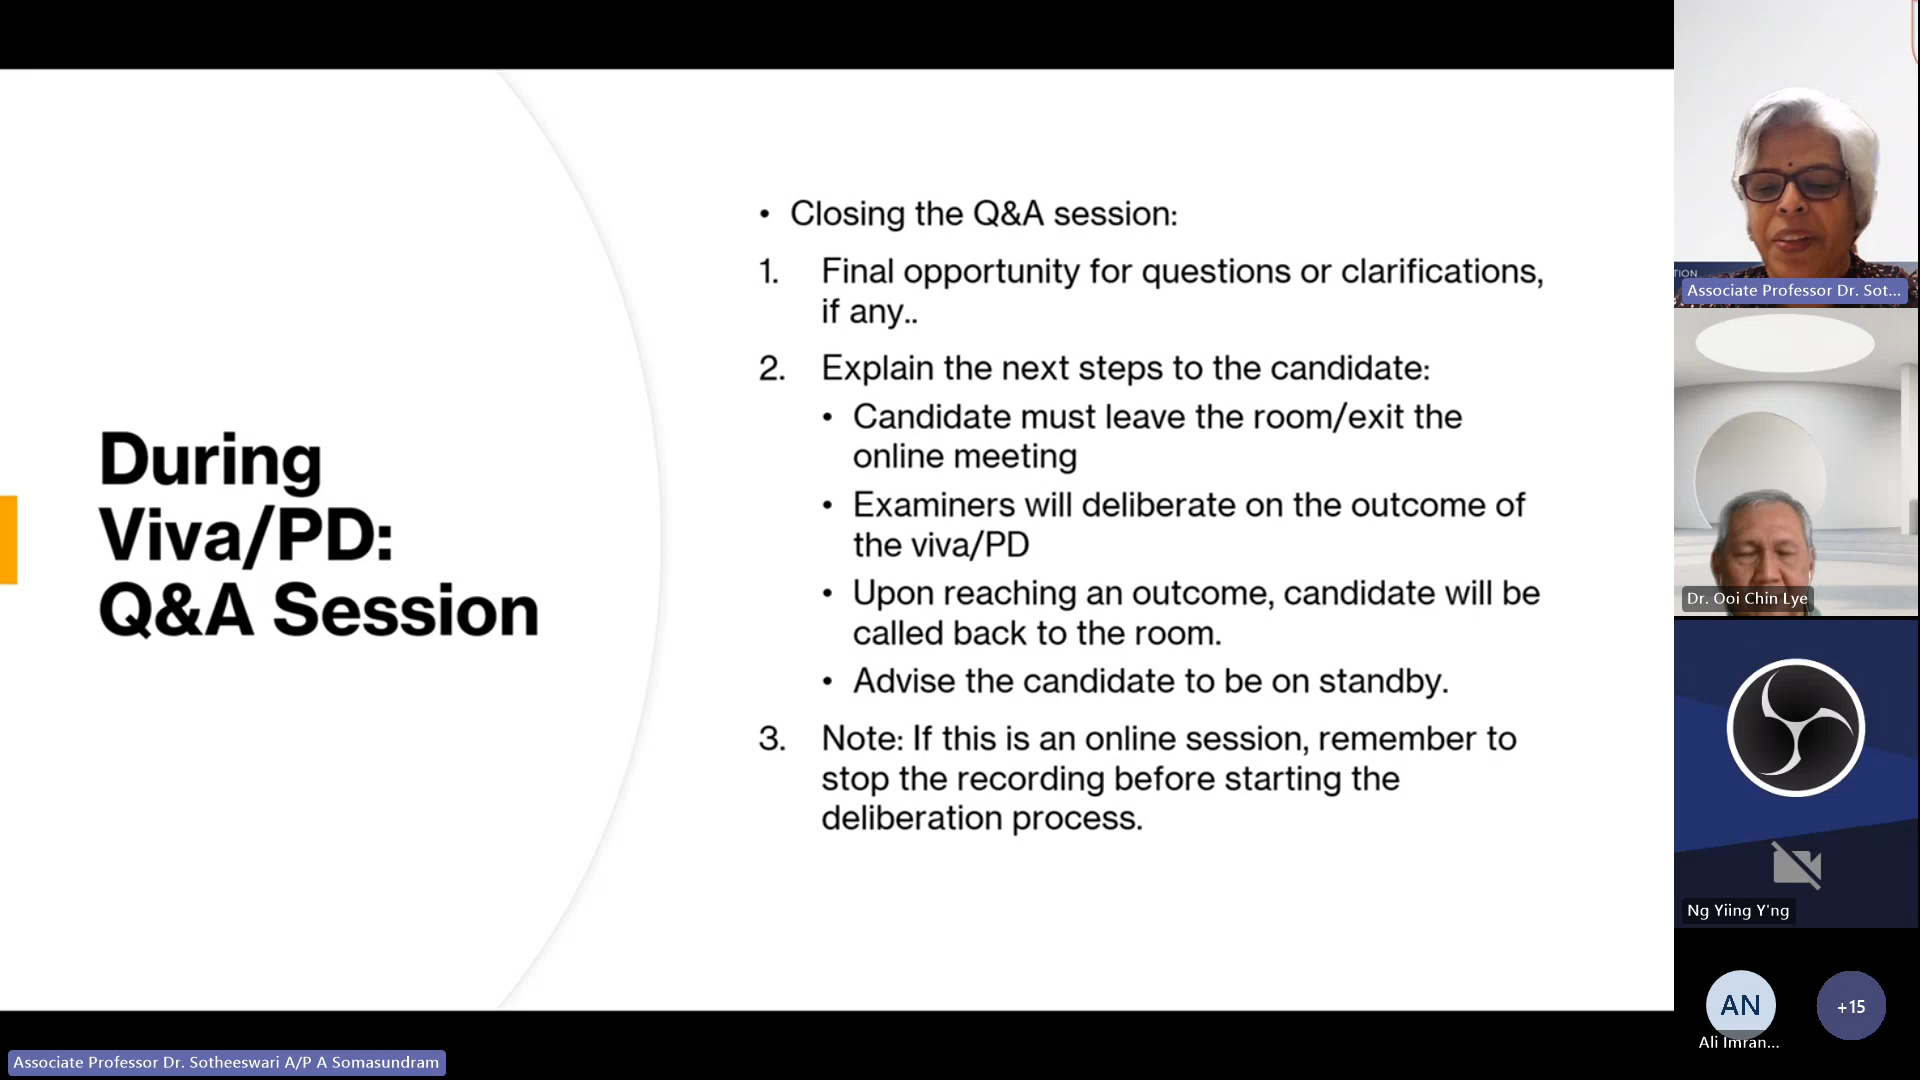 During
Viva/PD:
Q&A Session
• Closing the Q&A session:
1. Final opportunity for questions or clarifications,
if any..
2. Explain the next steps to the candidate:
• Candidate must leave the room/exit the
online meeting
• Examiners will deliberate on the outcome of
the viva/PD
• Upon reaching an outcome, candidate will be
called back to the room.
• Advise the candidate to be on standby.
3. Note: If this is an online session, remember to
stop the recording before starting the
deliberation process.
TION
Associate Professor Dr. Sot...
Dr. Ooi Chin Lye
Ng Yiing Y'ng
AN
+15
Ali Imran...
Associate Professor Dr. Sotheeswari A/P A Somasundram